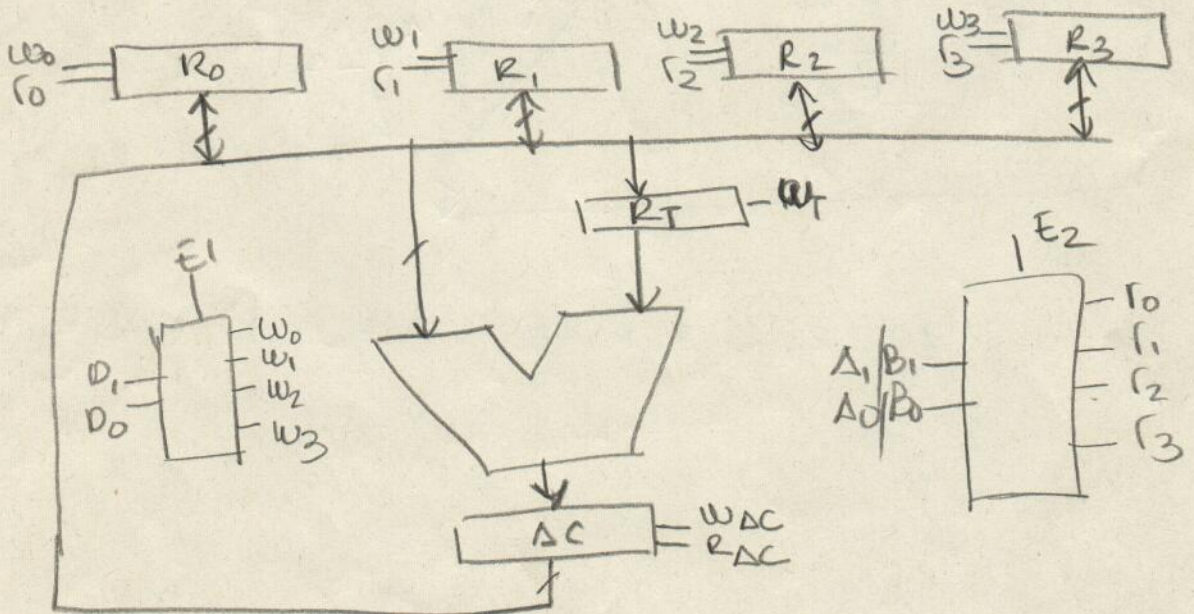 W0 r0 R0
W1 r1 R1
W2 r2 R2
W3 r3 R3
RT WT
E1
D1
D0
W0
W1
W2
W3
E2
A1/B1
A0/B0
r0
r1
r2
r3
AC
WAC
RAC